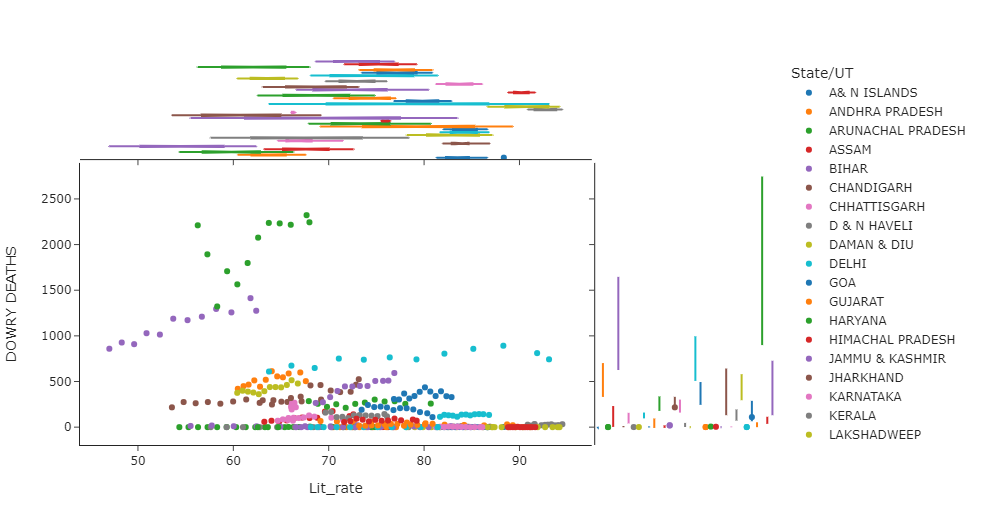 State/UT
A& N ISLANDS
ANDHRA PRADESH
ARUNACHAL PRADESH
ASSAM
BIHAR
CHANDIGARH
CHHATTISGARH
D & N HAVELI
DAMAN & DIU
DELHI
GOA
GUJARAT
HARYANA
HIMACHAL PRADESH
JAMMU & KASHMIR
JHARKHAND
KARNATAKA
KERALA
LAKSHADWEEP
DOWRY DEATHS
2500
2000
1500
1000
500
0
50
60
70
80
90
Lit_rate